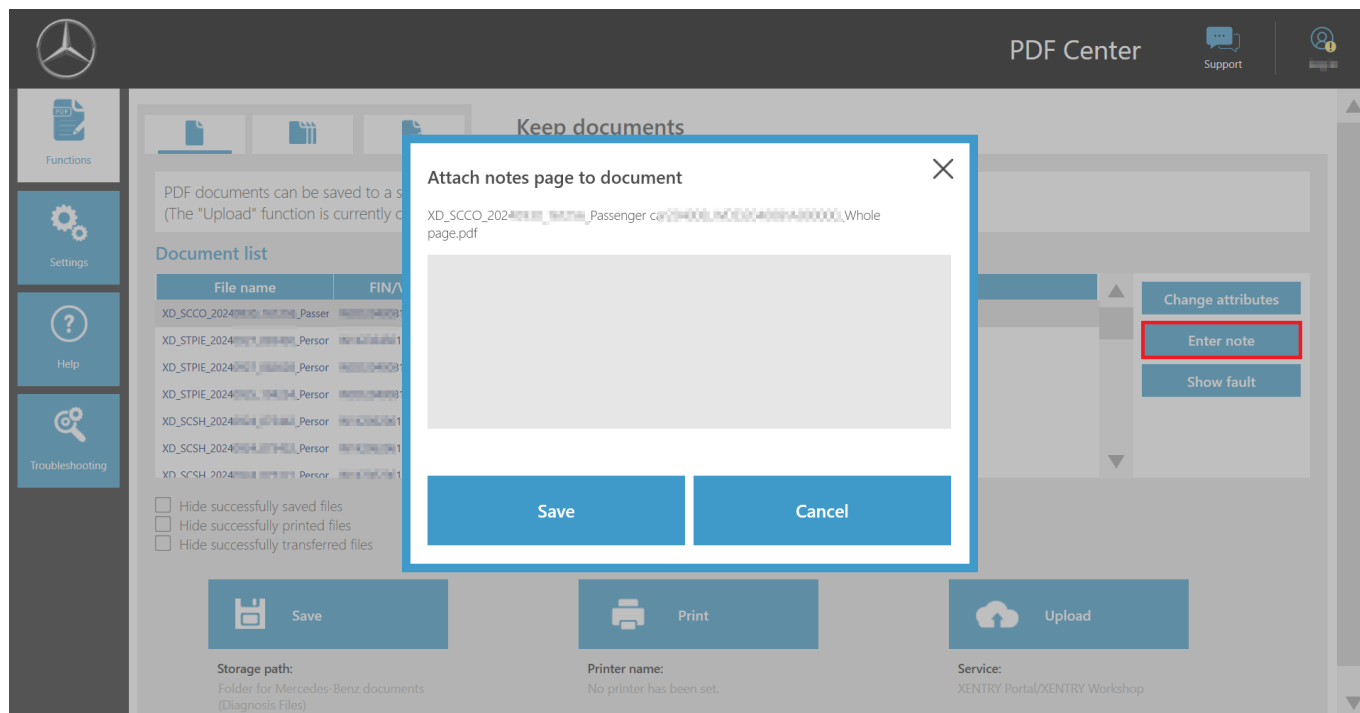 PDF Center
Support
PDF
Functions
Settings
Help
Troubleshooting
Keep documents
PDF documents can be saved to a s
(The "Upload" function is currently
Document list
File name FIN/
XD_SCCO_2024 _Passer
XD_STPIE_2024 _Persor
XD_STPIE_2024 _Persor
XD_STPIE_2024 _Persor
XD_SCSH_2024 _Persor
XD_SCSH_2024 _Persor
XD_SCSH_2024 Persor
Change attributes
Enter note
Show fault
Attach notes page to document
XD_SCCO_202 _Passenger ca _Whole
page.pdf
Save Cancel
Hide successfully saved files
Hide successfully printed files
Hide successfully transferred files
Save Print Upload
Storage path: Printer name: Service:
Folder for Mercedes-Benz documents No printer has been set. XENTRY Portal/XENTRY Workshop
(Diagnosis Files)